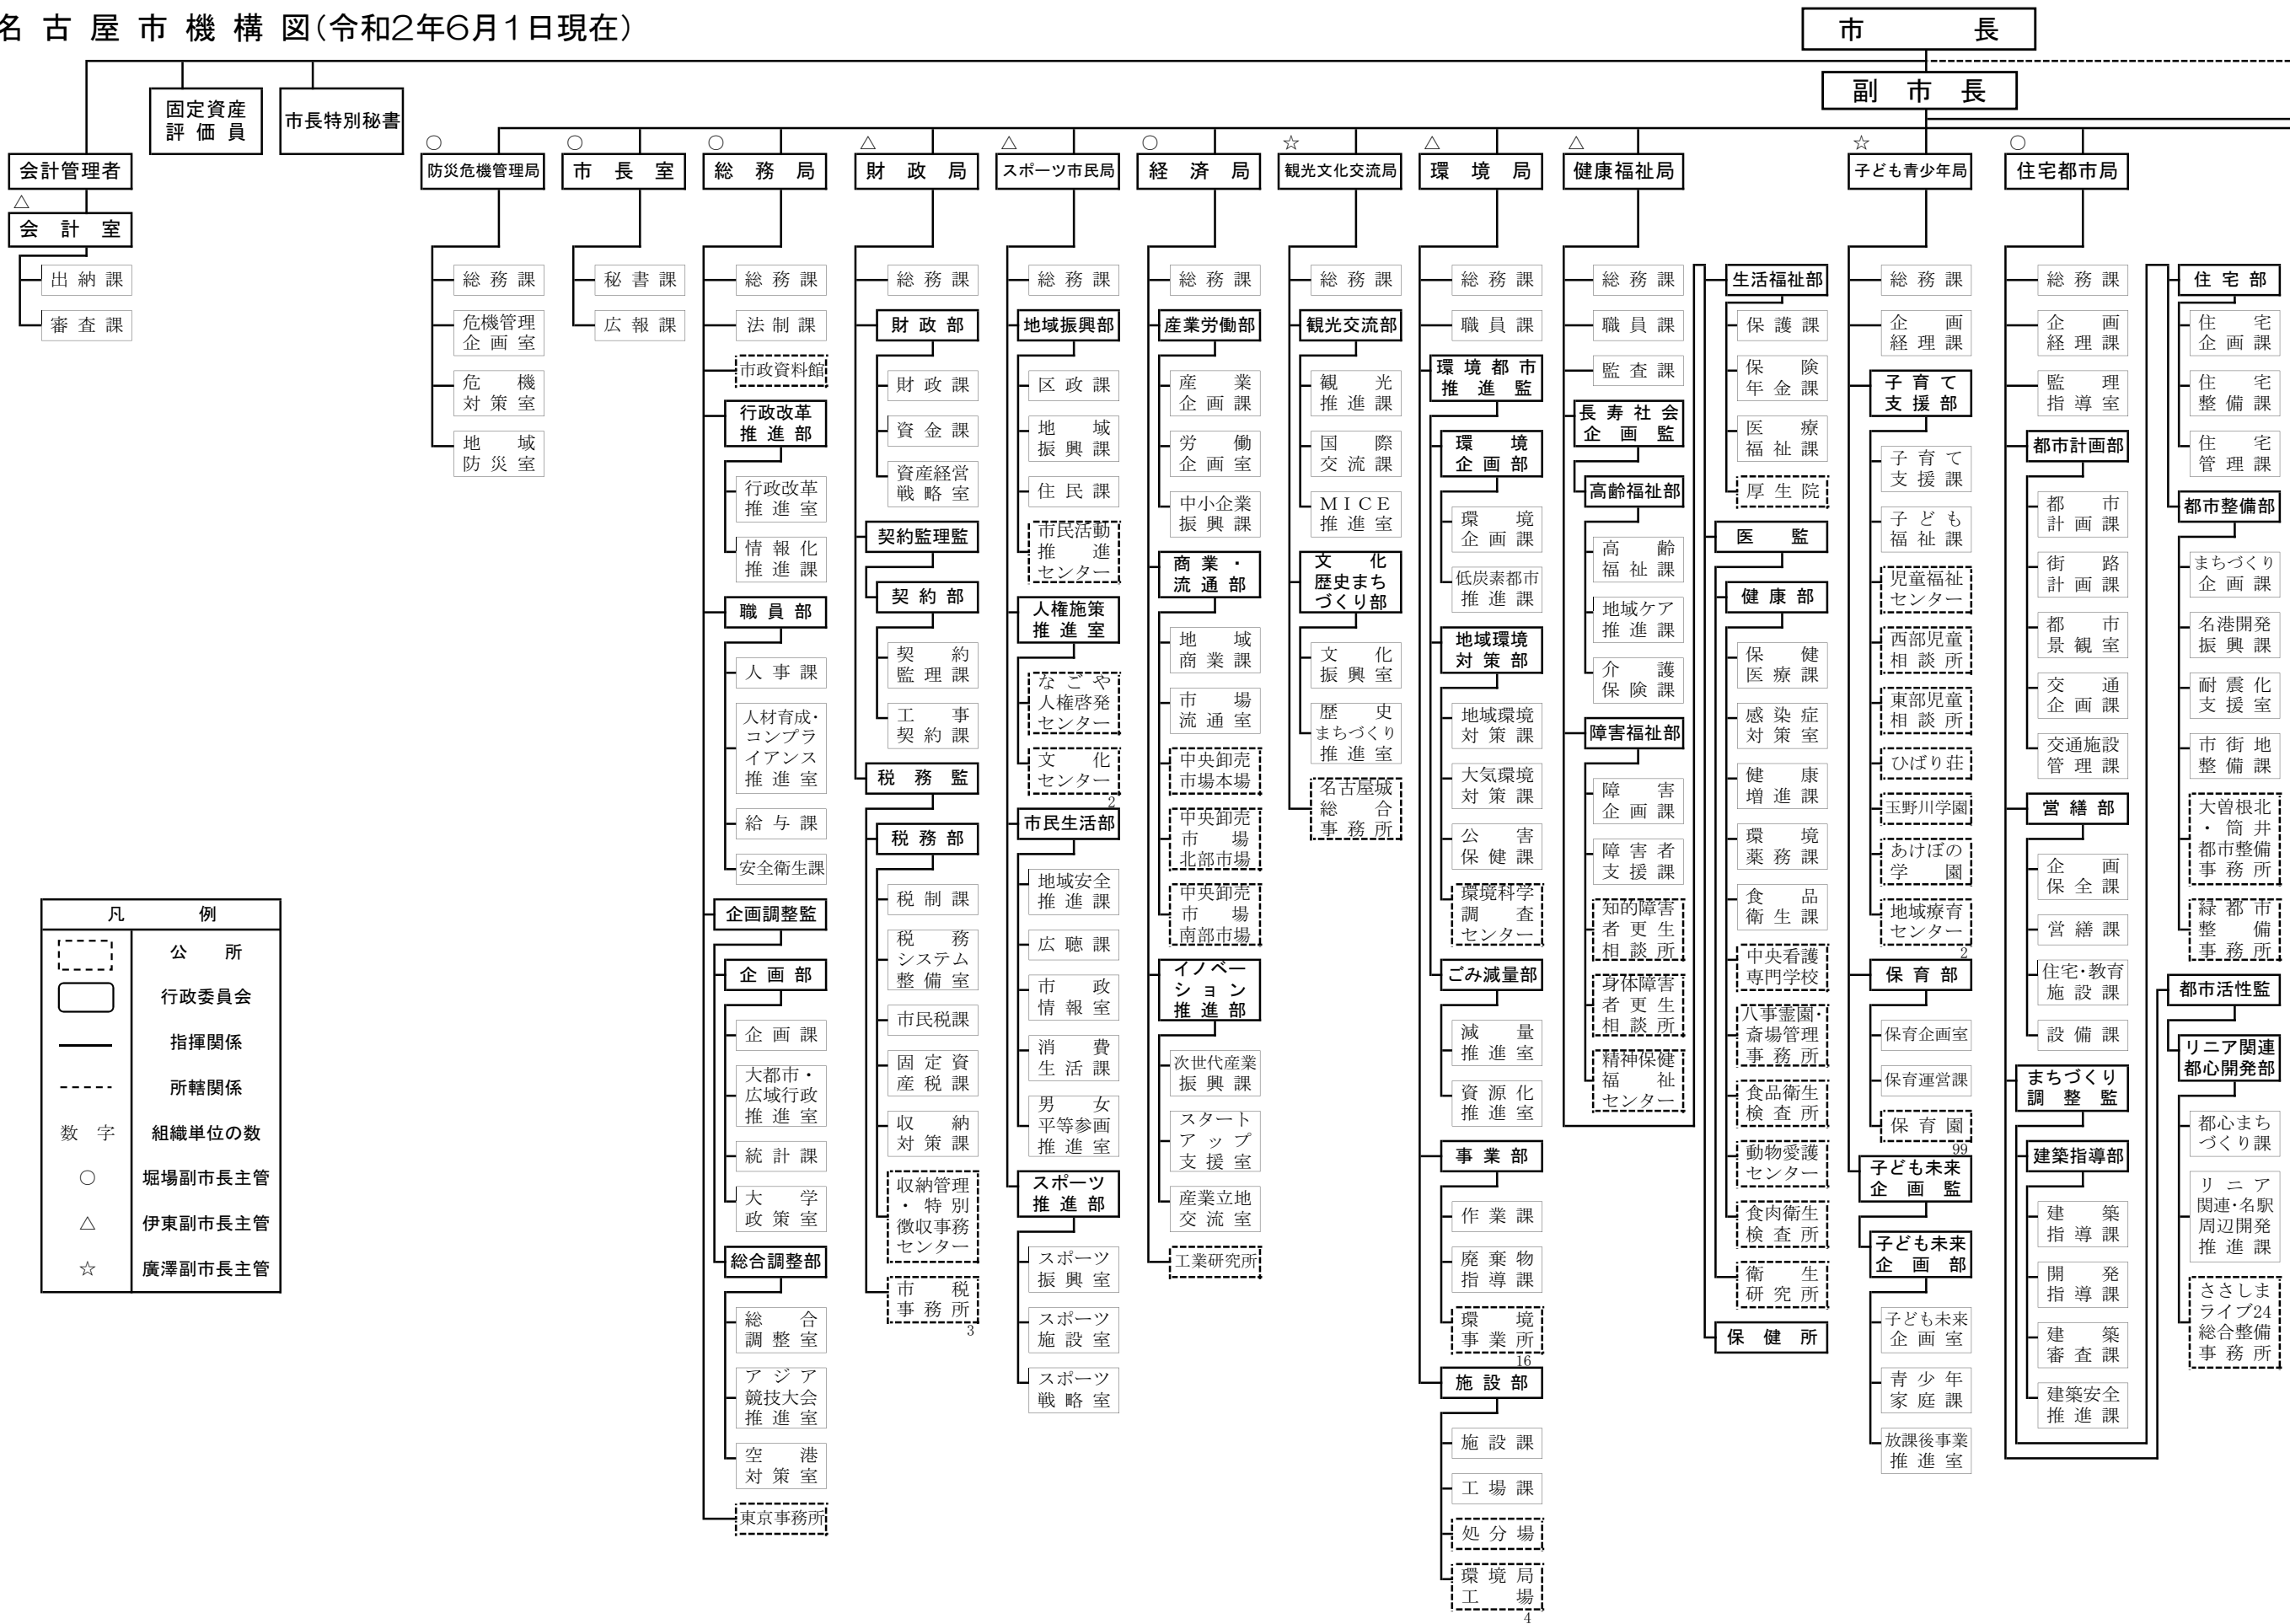 名古屋市機構図(令和2年6月1日現在)
市長
副市長
固定資産
評価員
市長特別秘書
会計管理者
△
会計室
出納課
審査課
○
防災危機管理局
総務課
危機管理
企画室
危機
対策室
地域
防災室
○
市長室
秘書課
広報課
○
総務局
総務課
法制課
市政資料館
行政改革
推進部
行政改革
推進室
情報化
推進課
職員部
人事課
人材育成・
コンプラ
イアンス
推進室
給与課
安全衛生課
企画調整監
企画部
企画課
大都市・
広域行政
推進室
統計課
大学
政策室
総合調整部
総合
調整室
アジア
競技大会
推進室
空港
対策室
東京事務所
△
財政局
総務課
財政部
財政課
資金課
資産経営
戦略室
契約監理監
契約部
契約
監理課
工事
契約課
税務監
税務部
税制課
税務
システム
整備室
市民税課
固定資
産税課
収納
対策課
収納管理
・特別
徴収事務
センター
市税
事務所
3
△
スポーツ市民局
総務課
地域振興部
区政課
地域
振興課
住民課
市民活動
推進
センター
人権施策
推進室
なごや
人権啓発
センター
文化
センター
2
市民生活部
地域安全
推進課
広聴課
市政
情報室
消費
生活課
男女
平等参画
推進室
スポーツ
推進部
スポーツ
振興室
スポーツ
施設室
スポーツ
戦略室
○
経済局
総務課
産業労働部
産業
企画課
労働
企画室
中小企業
振興課
商業・
流通部
地域
商業課
市場
流通室
中央卸売
市場本場
中央卸売
市場
北部市場
中央卸売
市場
南部市場
イノベー
ション
推進部
次世代産業
振興課
スタート
アップ
支援室
産業立地
交流室
工業研究所
☆
観光文化交流局
総務課
観光交流部
観光
推進課
国際
交流課
MICE
推進室
文化
歴史まち
づくり部
文化
振興室
歴史
まちづくり
推進室
名古屋城
総合
事務所
△
環境局
総務課
職員課
環境都市
推進監
環境
企画部
環境
企画課
低炭素都市
推進課
地域環境
対策部
地域環境
対策課
大気環境
対策課
公害
保健課
環境科学
調査
センター
ごみ減量部
減量
推進室
資源化
推進室
事業部
作業課
廃棄物
指導課
環境
事業所
16
施設部
施設課
工場課
処分場
環境局
工場
4
△
健康福祉局
総務課
職員課
監査課
長寿社会
企画監
高齢福祉部
高齢
福祉課
地域ケア
推進課
介護
保険課
障害福祉部
障害
企画課
障害者
支援課
知的障害
者更生
相談所
身体障害
者更生
相談所
精神保健
福祉
センター
生活福祉部
保護課
保険
年金課
医療
福祉課
厚生院
医監
健康部
保健
医療課
感染症
対策室
健康
増進課
環境
薬務課
食品
衛生課
中央看護
専門学校
八事霊園・
斎場管理
事務所
食品衛生
検査所
動物愛護
センター
食肉衛生
検査所
衛生
研究所
保健所
☆
子ども青少年局
総務課
企画
経理課
子育て
支援部
子育て
支援課
子ども
福祉課
児童福祉
センター
西部児童
相談所
東部児童
相談所
ひばり荘
玉野川学園
あけぼの
学園
地域療育
センター
2
保育部
保育企画室
保育運営課
保育園
99
子ども未来
企画監
子ども未来
企画部
子ども未来
企画室
青少年
家庭課
放課後事業
推進室
○
住宅都市局
総務課
企画
経理課
監理
指導室
都市計画部
都市
計画課
街路
計画課
都市
景観室
交通
企画課
交通施設
管理課
営繕部
企画
保全課
営繕課
住宅・教育
施設課
設備課
まちづくり
調整監
建築指導部
建築
指導課
開発
指導課
建築
審査課
建築安全
推進課
住宅部
住宅
企画課
住宅
整備課
住宅
管理課
都市整備部
まちづくり
企画課
名港開発
振興課
耐震化
支援室
市街地
整備課
大曽根北
・筒井
都市整備
事務所
緑都市
整備
事務所
都市活性監
リニア関連
都心開発部
都心まち
づくり課
リニア
関連・名駅
周辺開発
推進課
ささしま
ライブ24
総合整備
事務所
凡例
公所
行政委員会
指揮関係
所轄関係
数字 組織単位の数
○ 堀場副市長主管
△ 伊東副市長主管
☆ 廣澤副市長主管